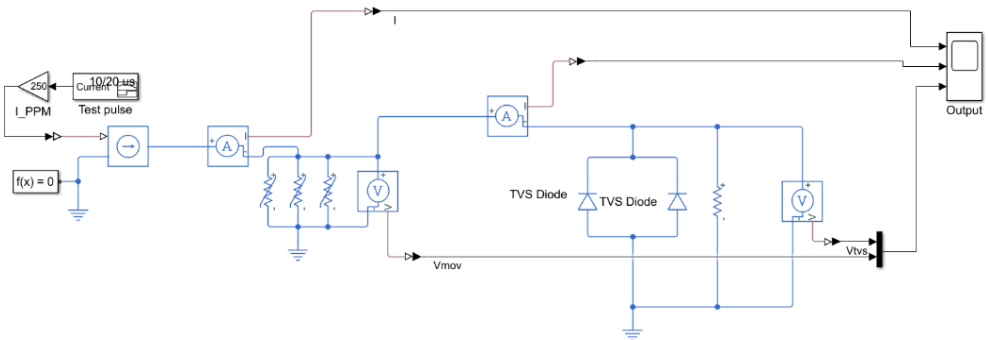 I
10/20 us
Current
250
I_PPM
Test pulse
Output
A
I
A
I
f(x) = 0
V
V
TVS Diode
TVS Diode
V
V
Vtvs
Vmov